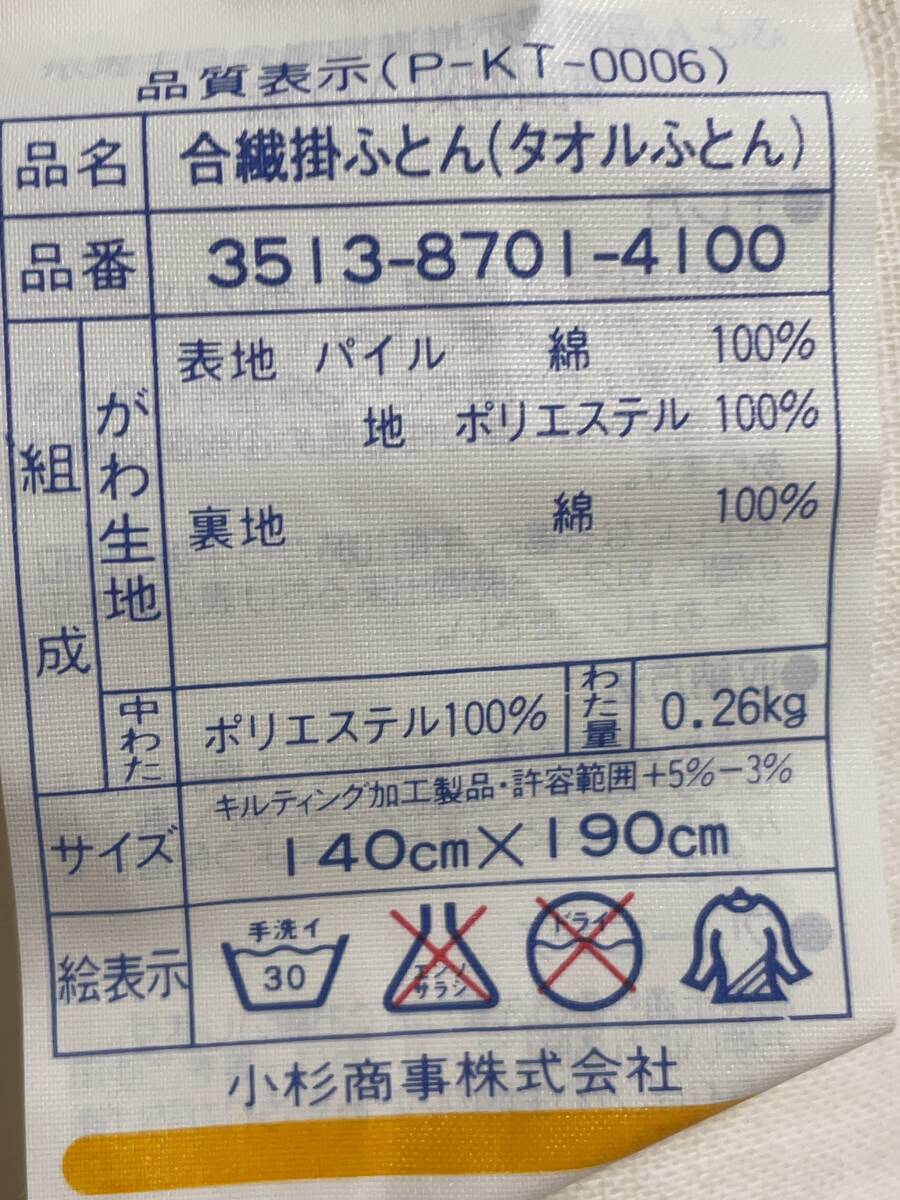 品質表示(P-KT-0006)
品名 合繊掛ふとん(タオルふとん)
品番 3513-8701-4100
組成
がわ生地
表地 パイル 綿 100%
地 ポリエステル 100%
裏地 綿 100%
中わた ポリエステル100% わた量 0.26kg
サイズ キルティング加工製品・許容範囲+5%-3%
140cm×190cm
絵表示
手洗イ
30
エンソ
サラシ
ドライ
小杉商事株式会社